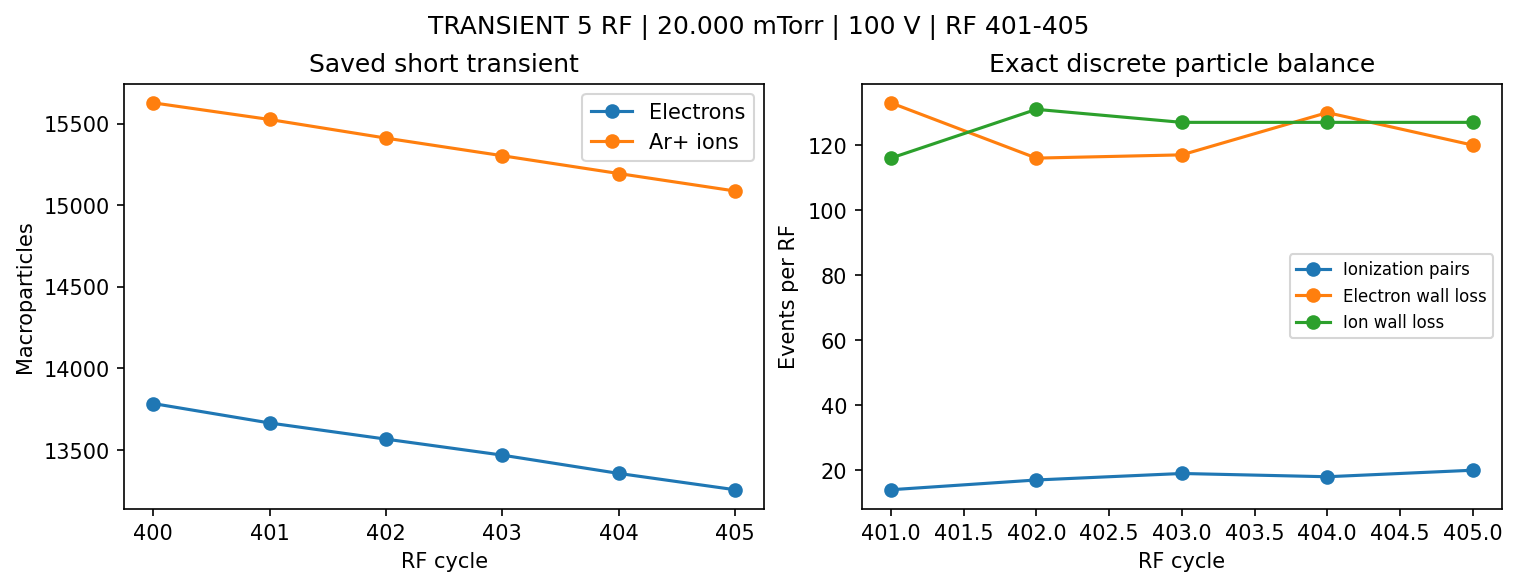 TRANSIENT 5 RF | 20.000 mTorr | 100 V | RF 401-405
Saved short transient
Macroparticles
15500
15000
14500
14000
13500
400 401 402 403 404 405
RF cycle
Electrons
Ar+ ions
Exact discrete particle balance
Events per RF
120
100
80
60
40
20
401.0 401.5 402.0 402.5 403.0 403.5 404.0 404.5 405.0
RF cycle
Ionization pairs
Electron wall loss
Ion wall loss